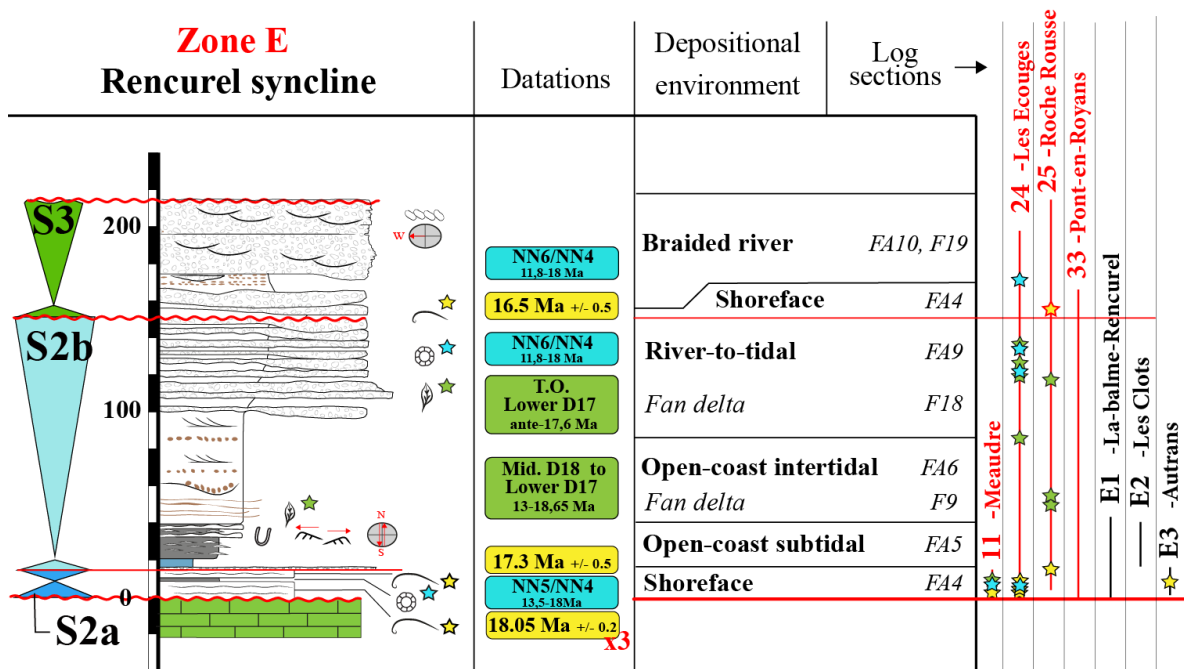 Zone E
Rencurel syncline
Datations
Depositional
environment
Log
sections
24 -Les Ecouges
25 -Roche Rousse
33 -Pont-en-Royans
11 -Meaudre
E1 -La-balme-Rencurel
E2 -Les Clots
E3 -Autrans
S3
S2b
S2a
200
100
0
W
N
S
NN6/NN4
11,8-18 Ma
16.5 Ma +/- 0.5
NN6/NN4
11,8-18 Ma
T.O.
Lower D17
ante-17,6 Ma
Mid. D18 to
Lower D17
13-18,65 Ma
17.3 Ma +/- 0.5
NN5/NN4
13,5-18Ma
18.05 Ma +/- 0.2
x3
Braided river FA10, F19
Shoreface FA4
River-to-tidal FA9
Fan delta F18
Open-coast intertidal FA6
Fan delta F9
Open-coast subtidal FA5
Shoreface FA4